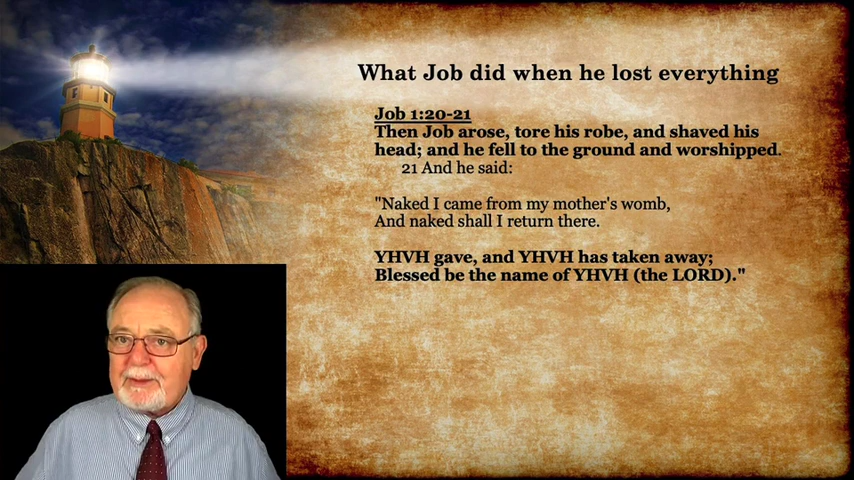 What Job did when he lost everything
Job 1:20-21
Then Job arose, tore his robe, and shaved his
head; and he fell to the ground and worshipped.
21 And he said:
"Naked I came from my mother's womb,
And naked shall I return there.
YHVH gave, and YHVH has taken away;
Blessed be the name of YHVH (the LORD)."